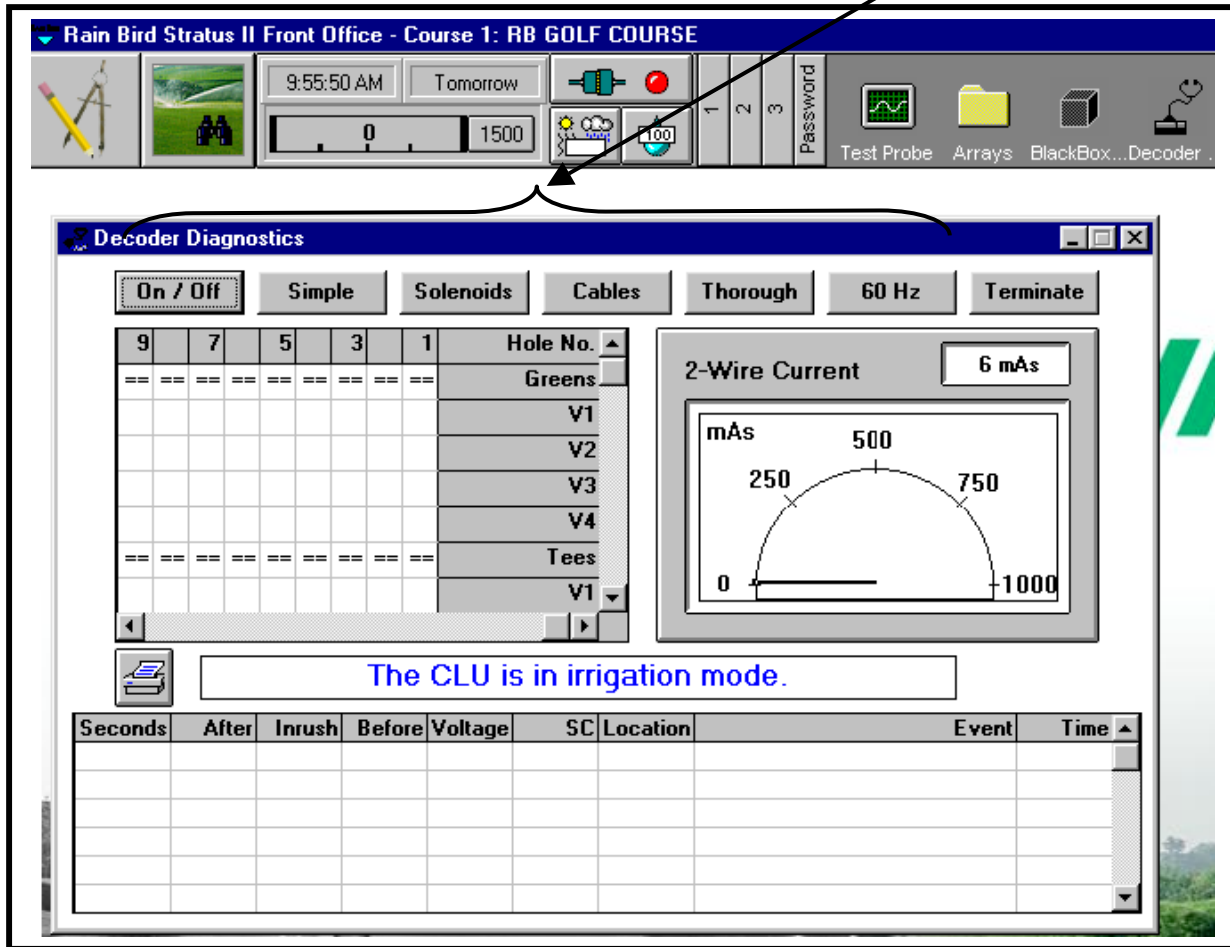 Rain Bird Stratus II Front Office - Course 1: RB GOLF COURSE
9:55:50 AM Tomorrow
0 1500
100
1 2 3 Password
Test Probe Arrays BlackBox... Decoder .
Decoder Diagnostics
On / Off Simple Solenoids Cables Thorough 60 Hz Terminate
9 7 5 3 1 Hole No.
== == == == == == == == == Greens
V1
V2
V3
V4
== == == == == == == == == Tees
V1
2-Wire Current 6 mAs
mAs
0 250 500 750 1000
The CLU is in irrigation mode.
Seconds After Inrush Before Voltage SC Location Event Time